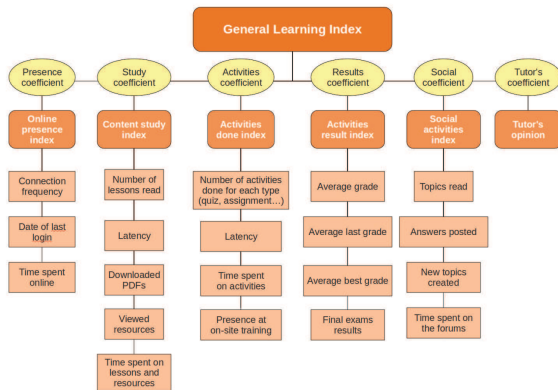 General Learning Index
Presence
coefficient
Study
coefficient
Activities coefficient
Results
coefficient
Social
coefficient
Tutor's
coefficient
Online
presence
index
Content study
index
Activities
done index
Activities
result index
Social
activities
index
Tutor's
opinion
Connection
frequency
Date of last
login
Time spent
online
Number of
lessons read
Latency
Downloaded
PDFs
Viewed
resources
Time spent on
lessons and
resources
Number of activities
done for each type
(quiz, assignment...)
Latency
Time spent
on activities
Presence at
on-site training
Average grade
Average last grade
Average best grade
Final exams
results
Topics read
Answers posted
New topics
created
Time spent on
the forums